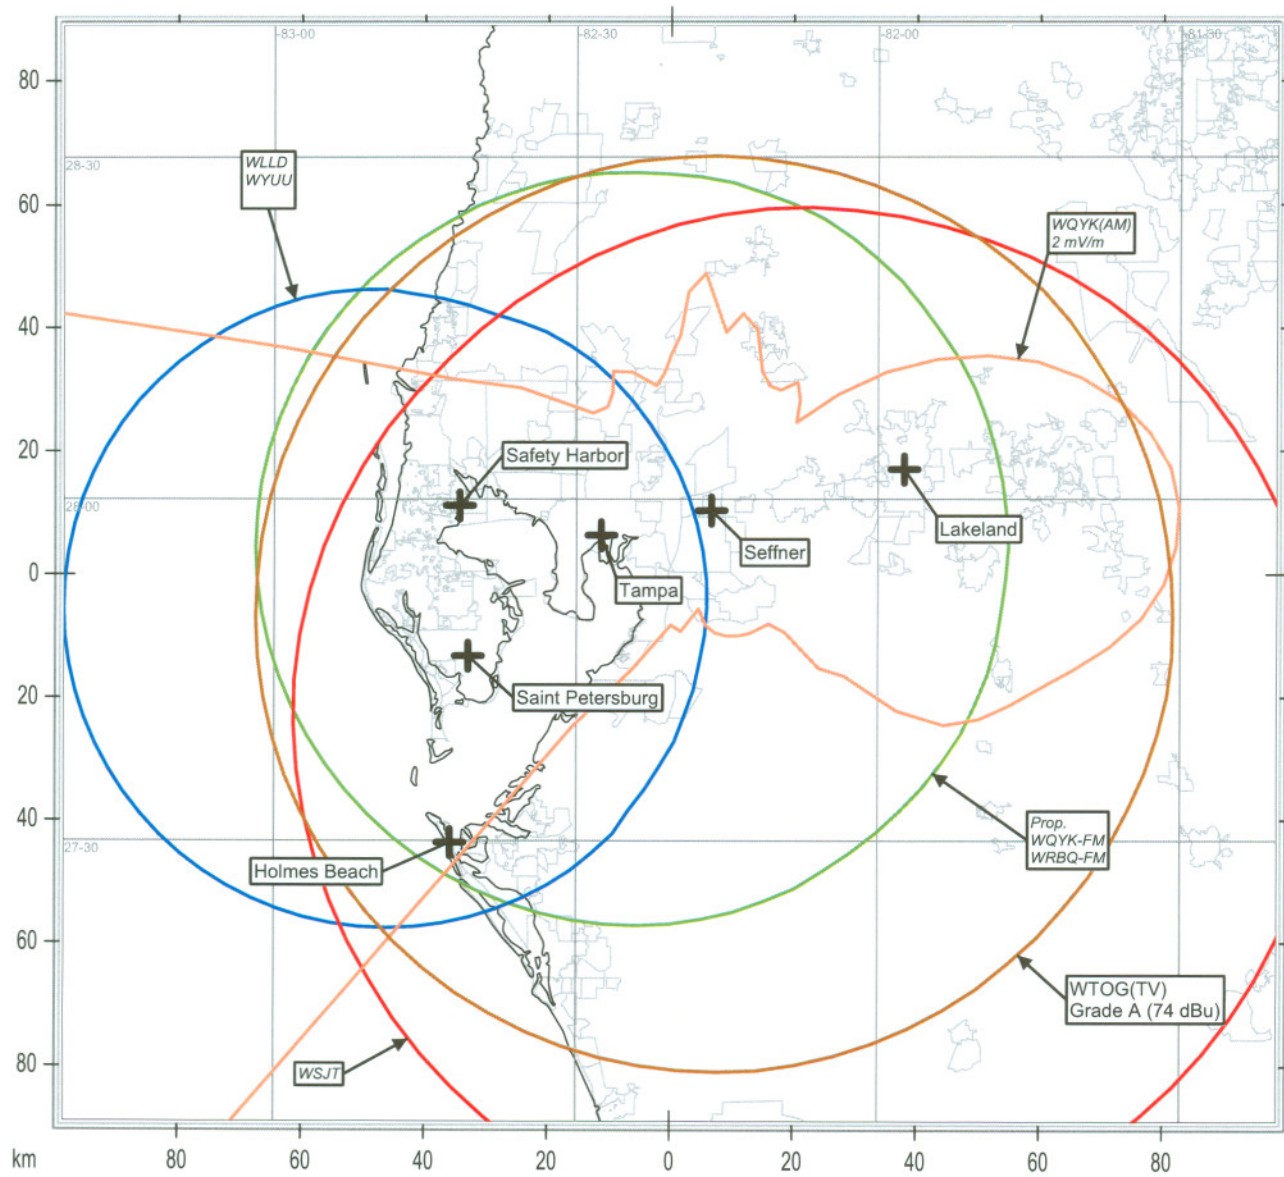 83-00
82-30
82-00
81-30
80
WLLD
WYUU
28-30
60
WQYK(AM)
2 mV/m
40
20
Safety Harbor
28-00
Lakeland
Seffner
0
Tampa
20
Saint Petersburg
40
Prop.
WQYK-FM
WRBQ-FM
27-30
Holmes Beach
60
WTOG(TV)
Grade A (74 dBu)
80
WSJT
km
80
60
40
20
0
20
40
60
80